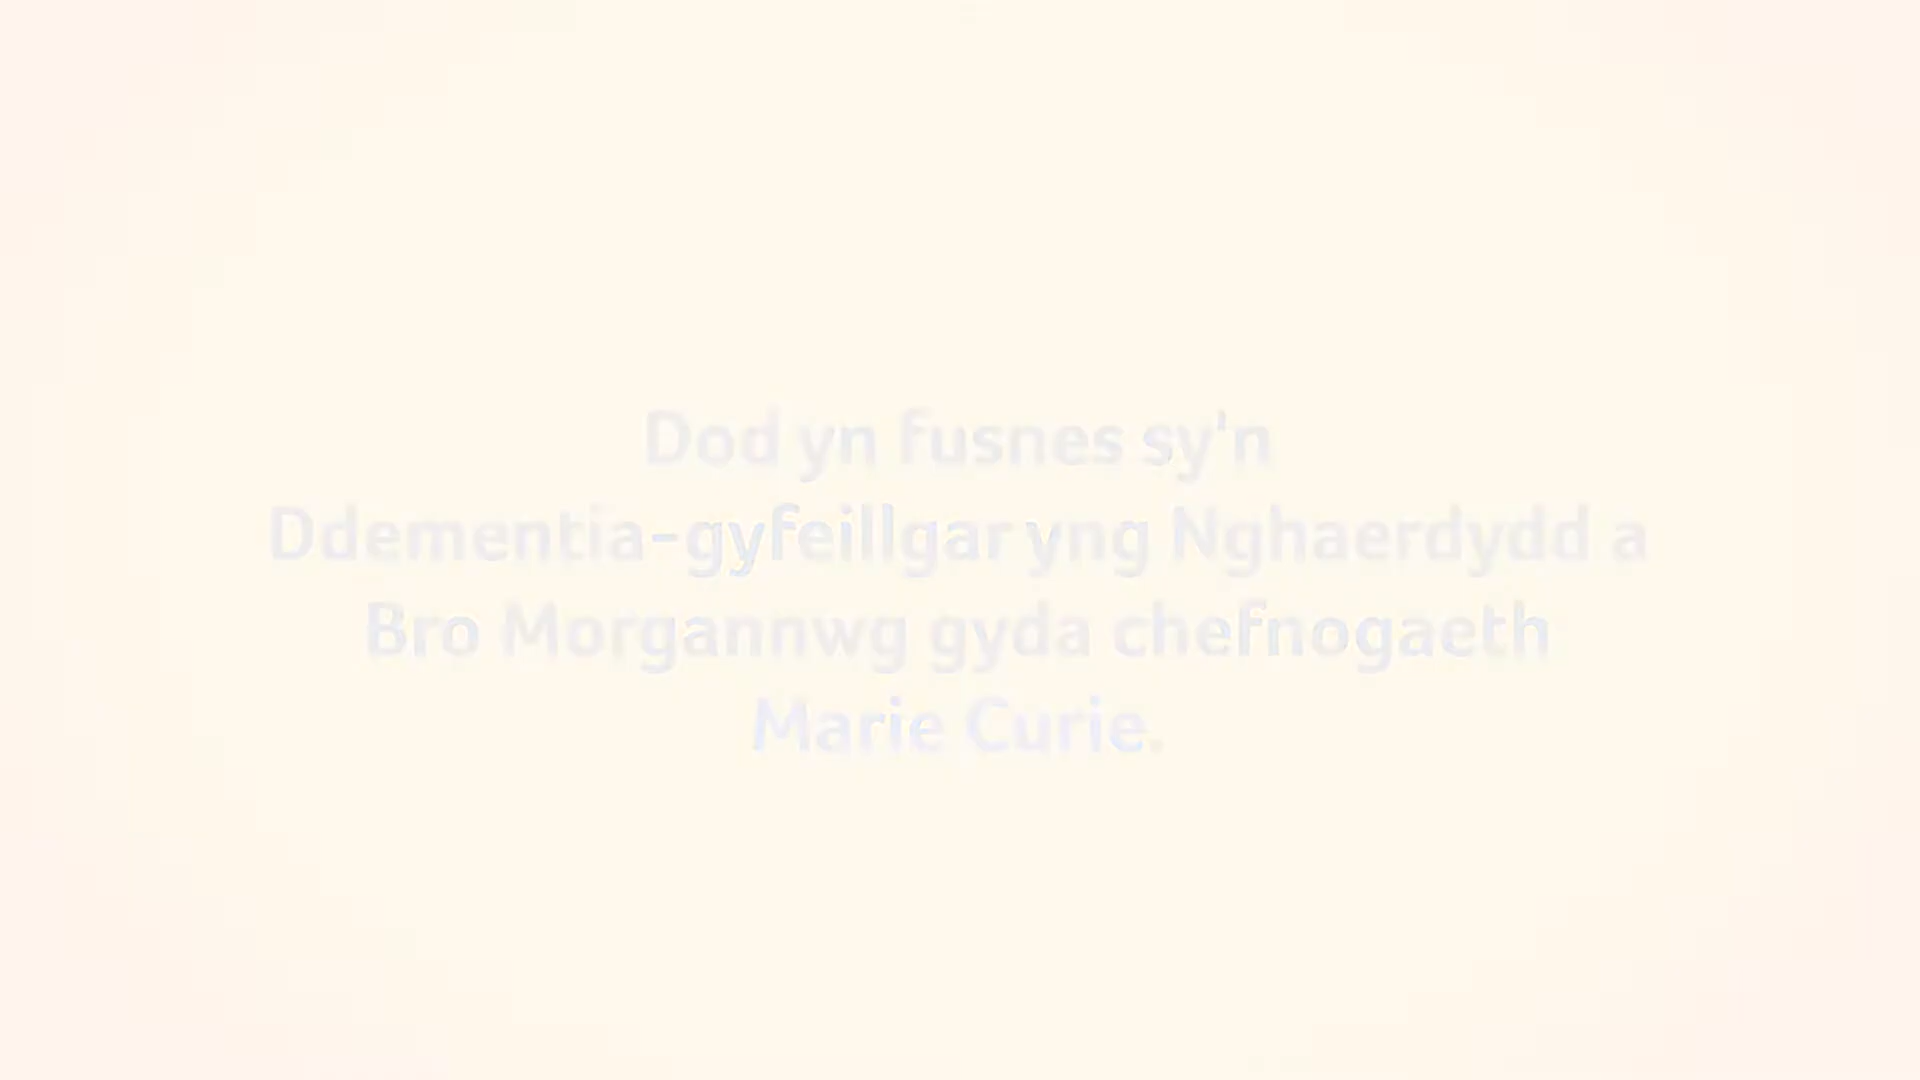 Dod yn fusnes sy'n
Ddementia-gyfeillgar yng Nghaerdydd a
Bro Morgannwg gyda chefnogaeth
Marie Curie.